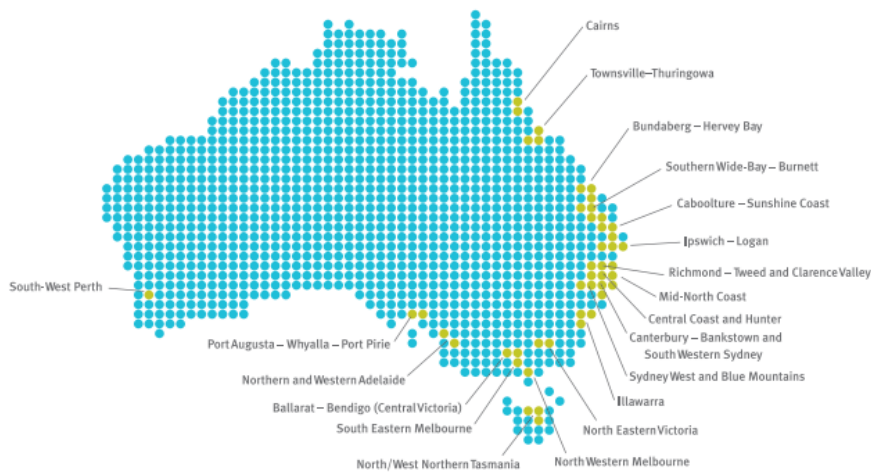 Cairns
Townsville–Thuringowa
Bundaberg – Hervey Bay
Southern Wide-Bay – Burnett
Caboolture – Sunshine Coast
Ipswich – Logan
Richmond – Tweed and Clarence Valley
South-West Perth
Mid-North Coast
Central Coast and Hunter
Canterbury – Bankstown and
South Western Sydney
Port Augusta – Whyalla – Port Pirie
Sydney West and Blue Mountains
Northern and Western Adelaide
Illawarra
Ballarat – Bendigo (Central Victoria)
South Eastern Melbourne
North Eastern Victoria
North/West Northern Tasmania
North Western Melbourne